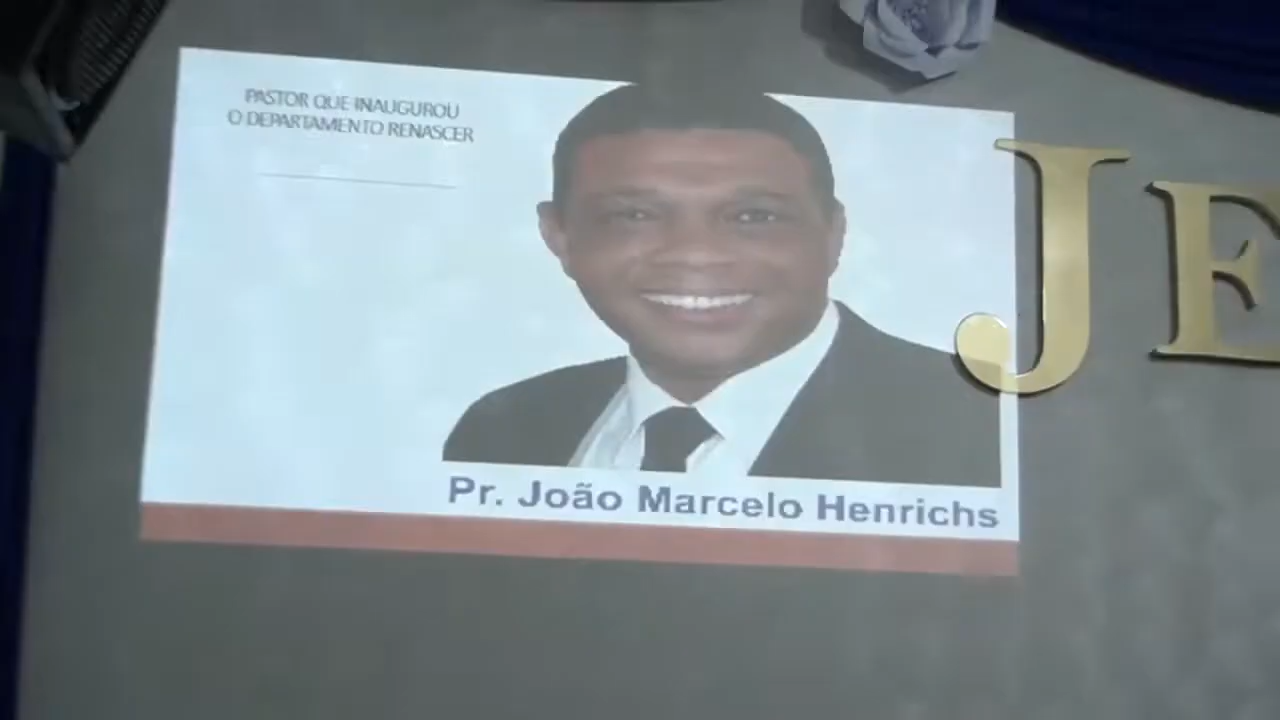 PASTOR QUE INAUGUROU
O DEPARTAMENTO RENASCER
Pr. João Marcelo Henrichs
JE